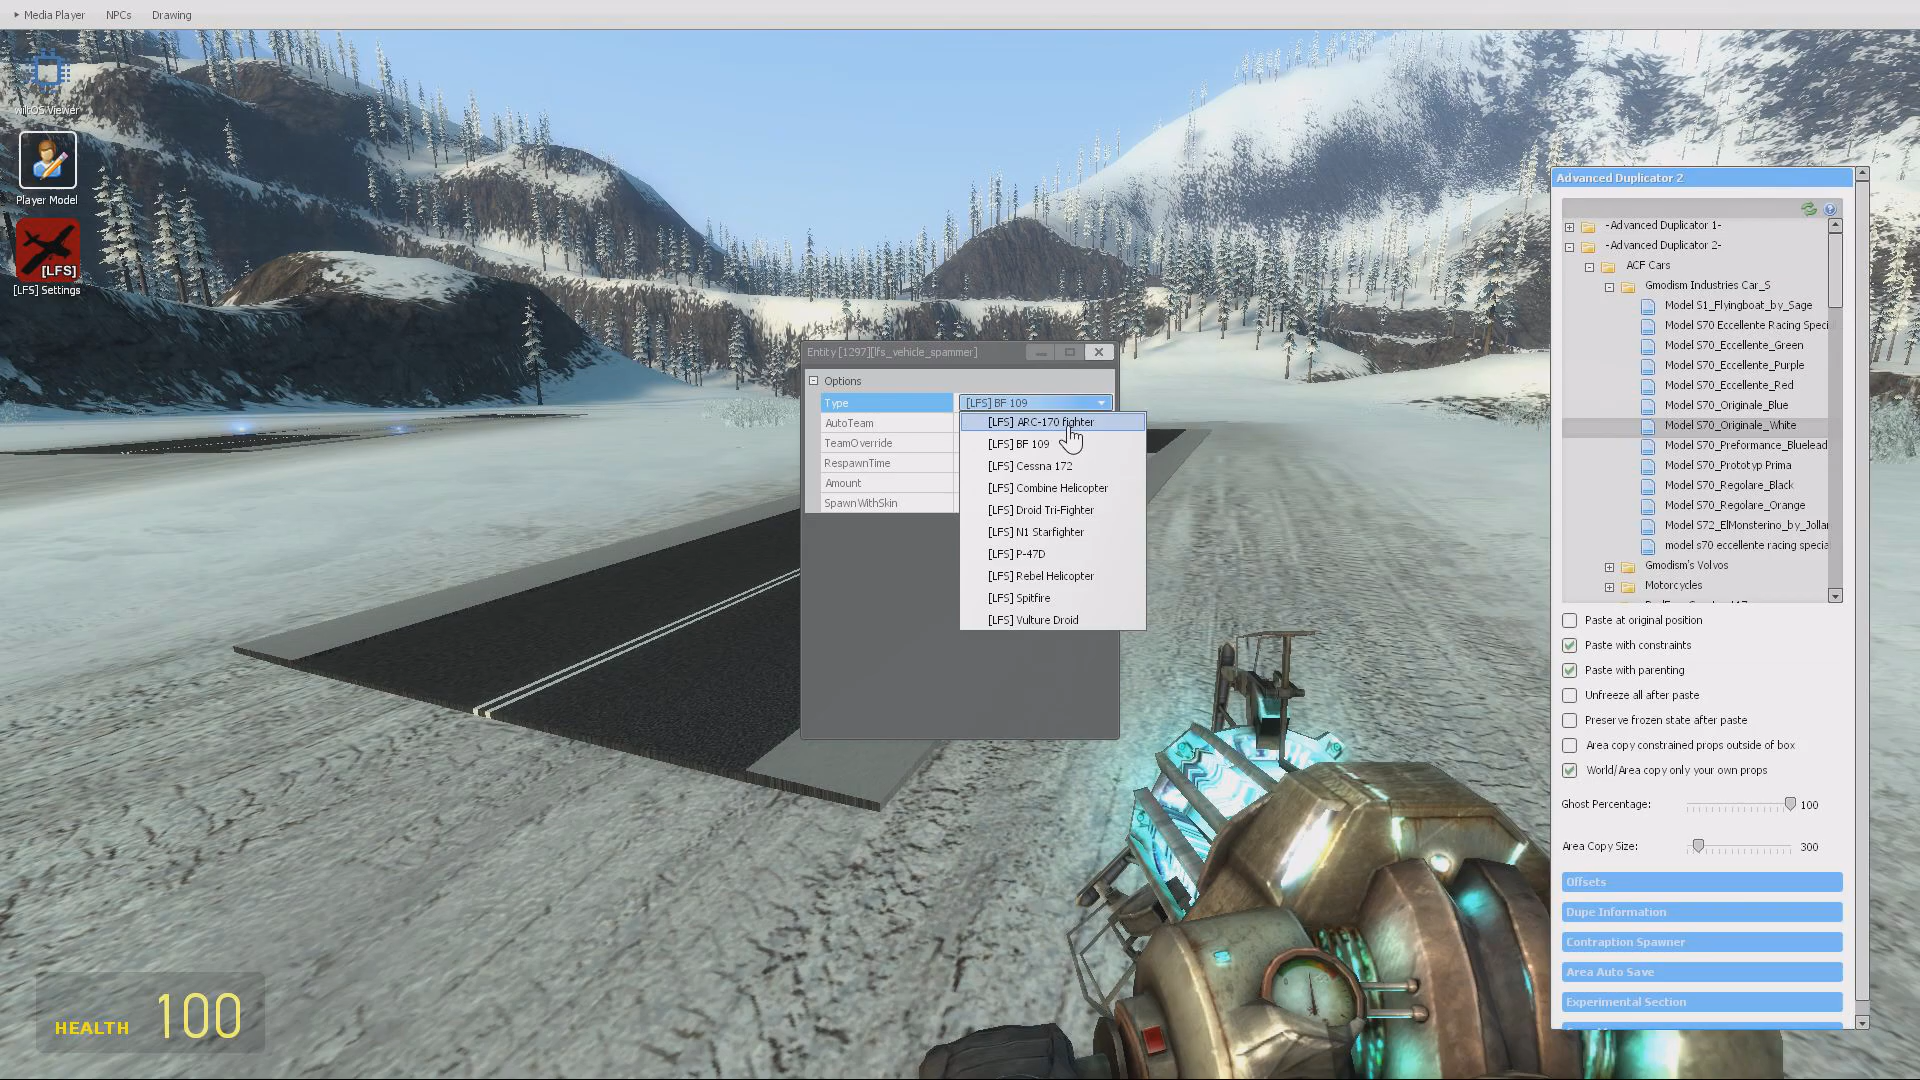 Media Player NPCs Drawing
wiltOS Viewer
Player Model
[LFS]
[LFS] Settings
Entity [1297][lfs_vehicle_spammer]
Options
Type [LFS] BF 109
AutoTeam
TeamOverride
RespawnTime
Amount
SpawnWithSkin
[LFS] ARC-170 fighter
[LFS] BF 109
[LFS] Cessna 172
[LFS] Combine Helicopter
[LFS] Droid Tri-Fighter
[LFS] N1 Starfighter
[LFS] P-47D
[LFS] Rebel Helicopter
[LFS] Spitfire
[LFS] Vulture Droid
Advanced Duplicator 2
-Advanced Duplicator 1-
-Advanced Duplicator 2-
ACF Cars
Gmodism Industries Car_S
Model S1_Flyingboat_by_Sage
Model S70 Eccellente Racing Speci
Model S70_Eccellente_Green
Model S70_Eccellente_Purple
Model S70_Eccellente_Red
Model S70_Originale_Blue
Model S70_Originale_White
Model S70_Preformance_Bluelead
Model S70_Prototyp Prima
Model S70_Regolare_Black
Model S70_Regolare_Orange
Model S72_ElMonsterino_by_Jollar
model s70 eccellente racing specia
Gmodism's Volvos
Motorcycles
Paste at original position
Paste with constraints
Paste with parenting
Unfreeze all after paste
Preserve frozen state after paste
Area copy constrained props outside of box
World/Area copy only your own props
Ghost Percentage: 100
Area Copy Size: 300
Offsets
Dupe Information
Contraption Spawner
Area Auto Save
Experimental Section
HEALTH 100